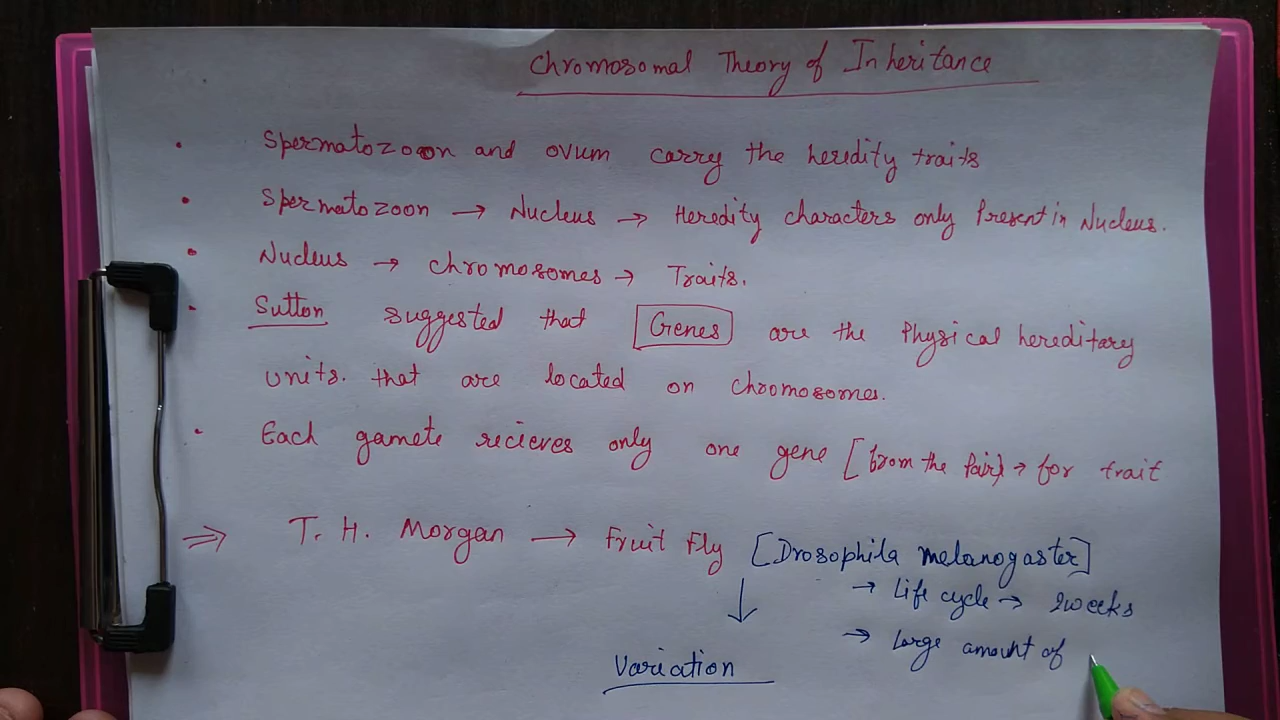 Chromosomal Theory of Inheritance
• Spermatozoon and ovum carry the heredity traits
• Spermatozoon → Nucleus → Heredity characters only Present in Nucleus.
• Nucleus → chromosomes → Traits.
• Sutton suggested that Genes are the Physical hereditary
units. that are located on chromosomes.
• Each gamete recieves only one gene [from the Pair) → for trait
⇒ T. H. Morgan → Fruit Fly [Drosophila melanogaster]
→ Life cycle → 2weeks
↓ → Large amount of
Variation